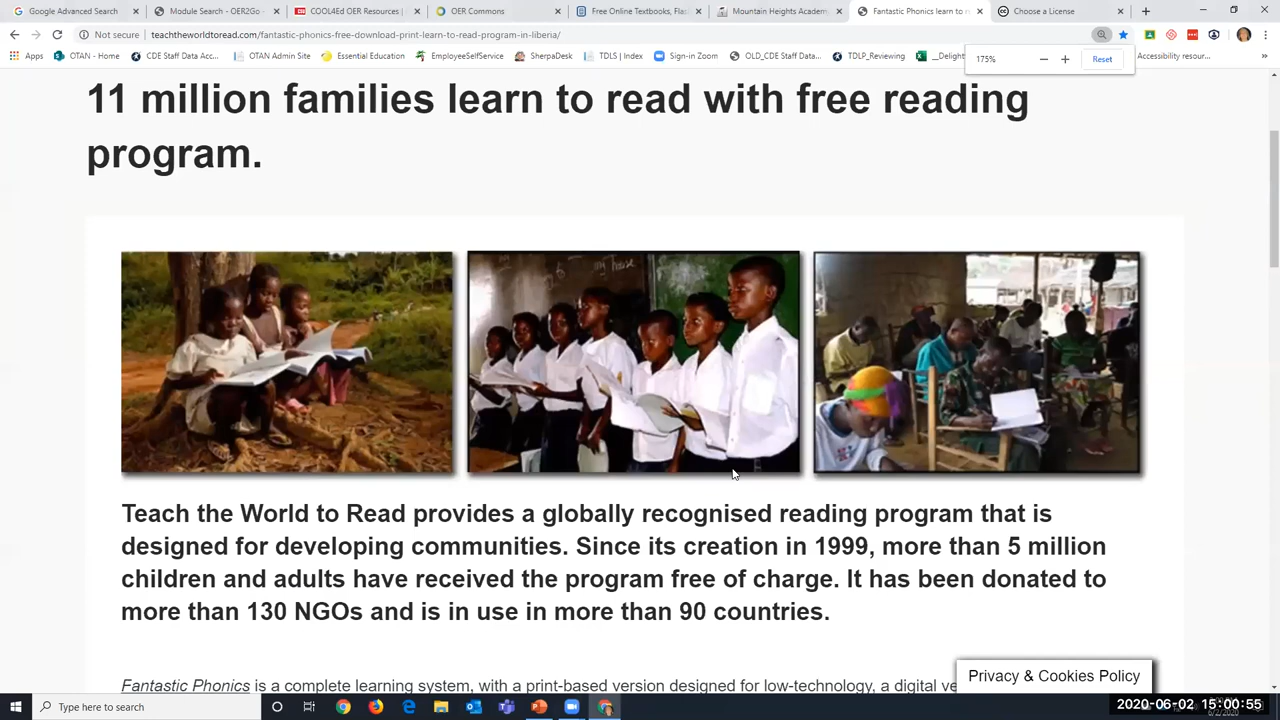 Google Advanced Search
Module Search - OER2Go
COOL4Ed OER Resources |
OER Commons
Free Online Textbooks, Flas
Mountain Heights Academ
Fantastic Phonics learn to r
Choose a License
Not secure | teachtheworldtoread.com/fantastic-phonics-free-download-print-learn-to-read-program-in-liberia/
Apps
OTAN - Home
CDE Staff Data Acc...
OTAN Admin Site
Essential Education
EmployeeSelfService
SherpaDesk
TDLS | Index
Sign-in Zoom
OLD_CDE Staff Data...
TDLP_Reviewing
__Delight
Accessibility resour...
175%
Reset
11 million families learn to read with free reading
program.
Teach the World to Read provides a globally recognised reading program that is
designed for developing communities. Since its creation in 1999, more than 5 million
children and adults have received the program free of charge. It has been donated to
more than 130 NGOs and is in use in more than 90 countries.
Fantastic Phonics is a complete learning system, with a print-based version designed for low-technology, a digital ve
Privacy & Cookies Policy
Type here to search
2020-06-02 15:00:55